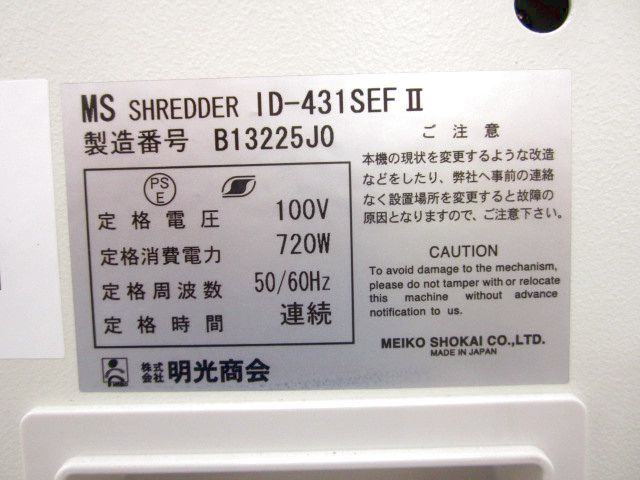 MS SHREDDER ID-431SEFⅡ
製造番号 B13225J0
PS
E
定格電圧 100V
定格消費電力 720W
定格周波数 50/60Hz
定格時間 連続
株式
会社 明光商会
ご注意
本機の現状を変更するような改造
などをしたり、弊社へ事前の連絡
なく設置場所を変更すると故障の
原因となりますので、ご注意下さい。
CAUTION
To avoid damage to the mechanism,
please do not tamper with or relocate
this machine without advance
notification to us.
MEIKO SHOKAI CO.,LTD.
MADE IN JAPAN